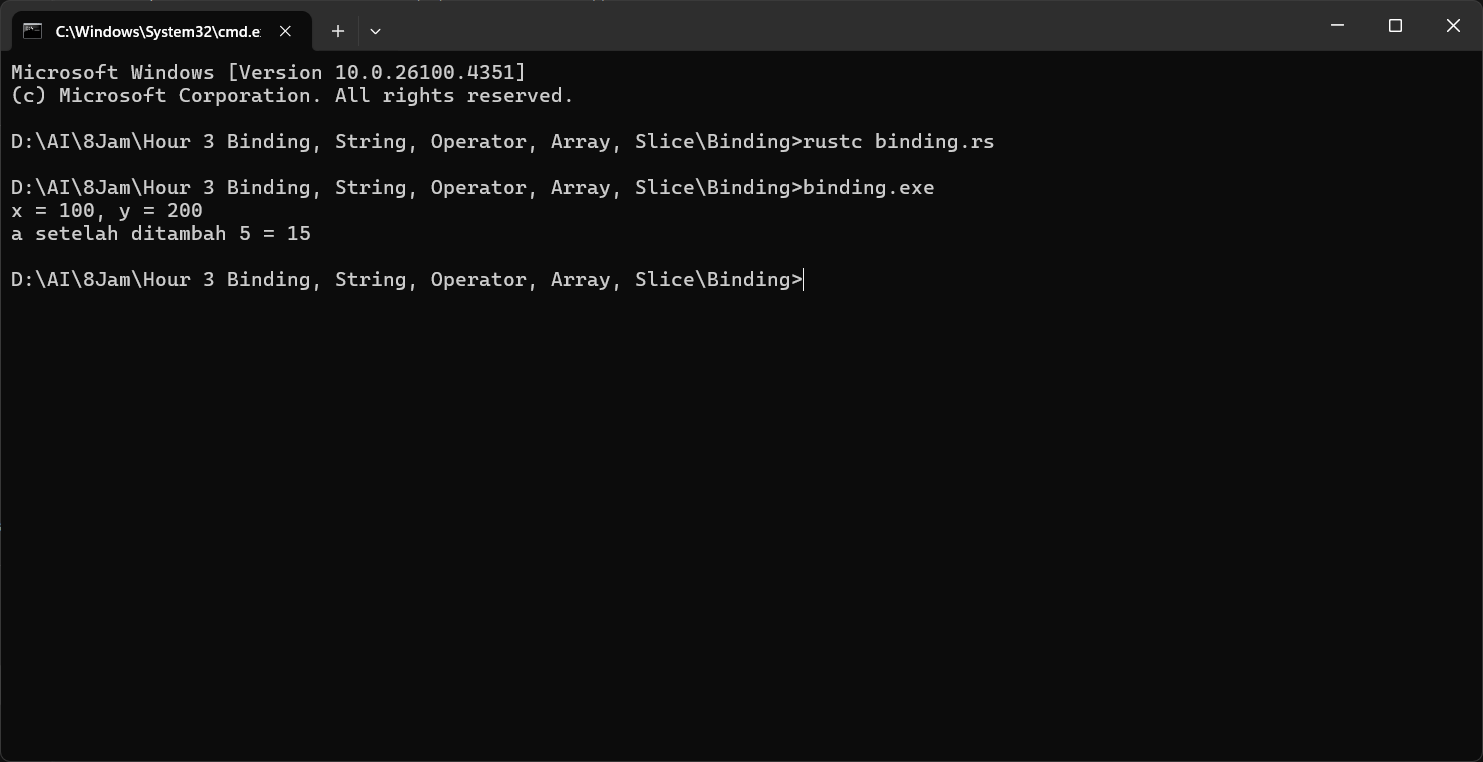 C:\Windows\System32\cmd.e
Microsoft Windows [Version 10.0.26100.4351]
(c) Microsoft Corporation. All rights reserved.
D:\AI\8Jam\Hour 3 Binding, String, Operator, Array, Slice\Binding>rustc binding.rs
D:\AI\8Jam\Hour 3 Binding, String, Operator, Array, Slice\Binding>binding.exe
x = 100, y = 200
a setelah ditambah 5 = 15
D:\AI\8Jam\Hour 3 Binding, String, Operator, Array, Slice\Binding>